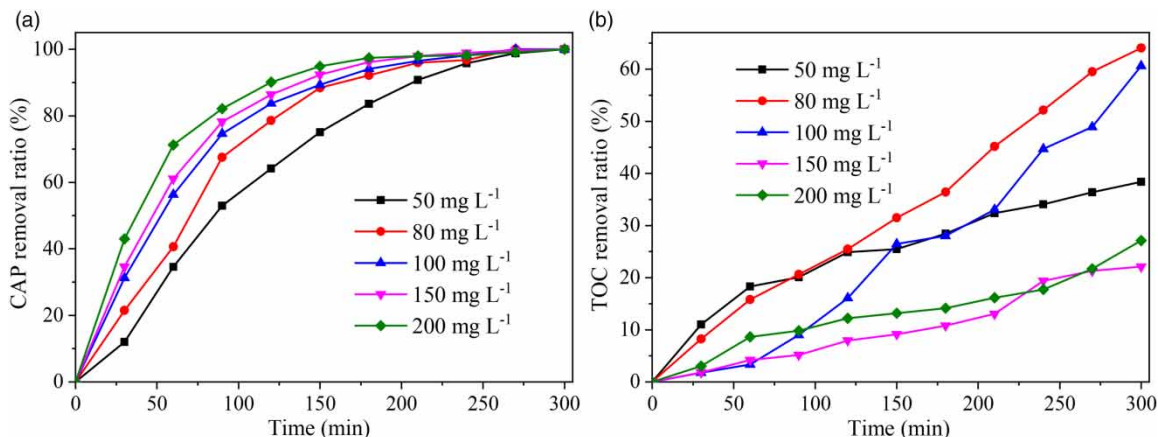 (a)
CAP removal ratio (%)
100
80
60
40
20
0
50 mg L⁻¹
80 mg L⁻¹
100 mg L⁻¹
150 mg L⁻¹
200 mg L⁻¹
0 50 100 150 200 250 300
Time (min)
(b)
TOC removal ratio (%)
60
50
40
30
20
10
0
50 mg L⁻¹
80 mg L⁻¹
100 mg L⁻¹
150 mg L⁻¹
200 mg L⁻¹
0 50 100 150 200 250 300
Time (min)